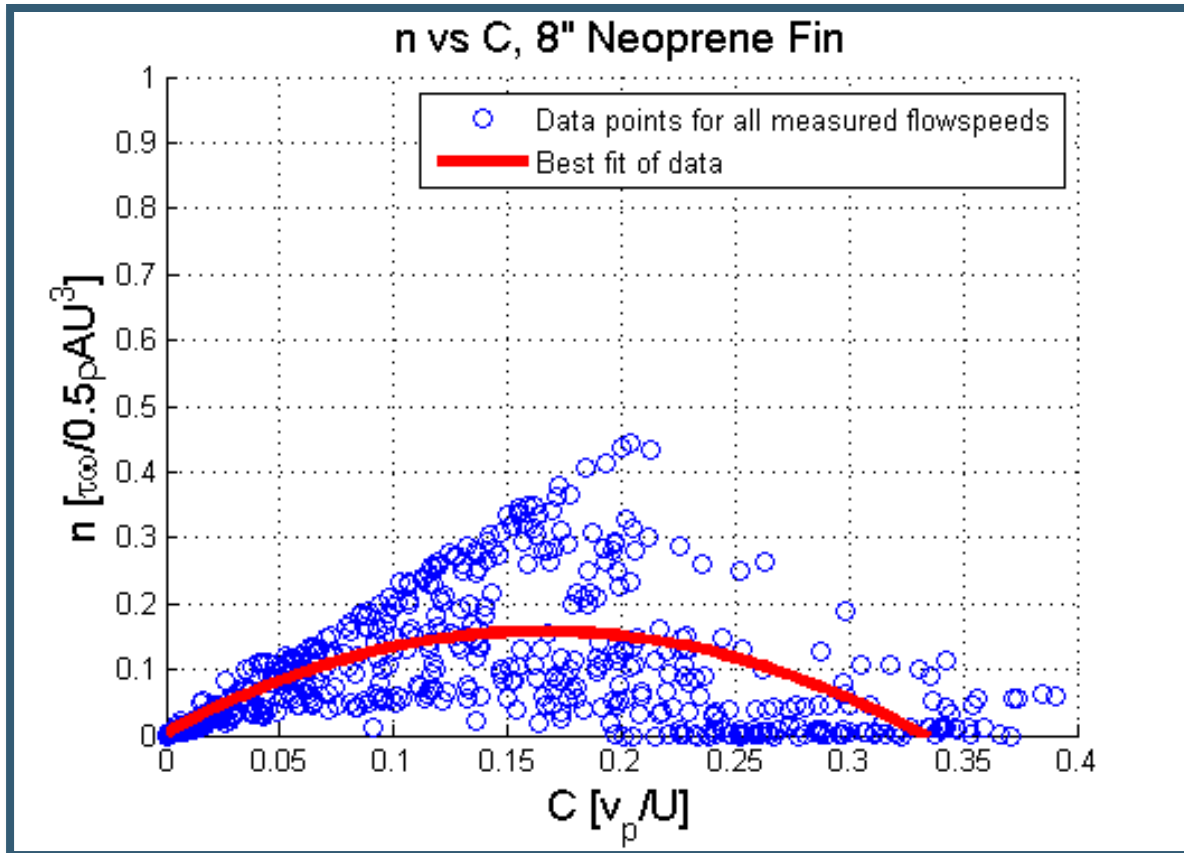 n vs C, 8" Neoprene Fin
1
0.9
0.8
0.7
0.6
0.5
0.4
0.3
0.2
0.1
0
n [τω/0.5ρAU³]
Data points for all measured flowspeeds
Best fit of data
0 0.05 0.1 0.15 0.2 0.25 0.3 0.35 0.4
C [v_p/U]